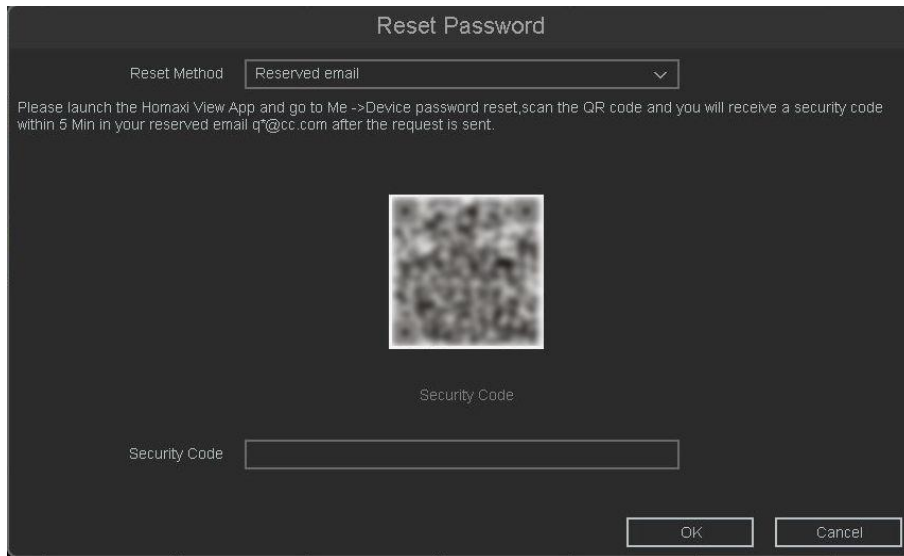 Reset Password
Reset Method Reserved email
Please launch the Homaxi View App and go to Me ->Device password reset,scan the QR code and you will receive a security code
within 5 Min in your reserved email q*@cc.com after the request is sent.
Security Code
Security Code
OK Cancel